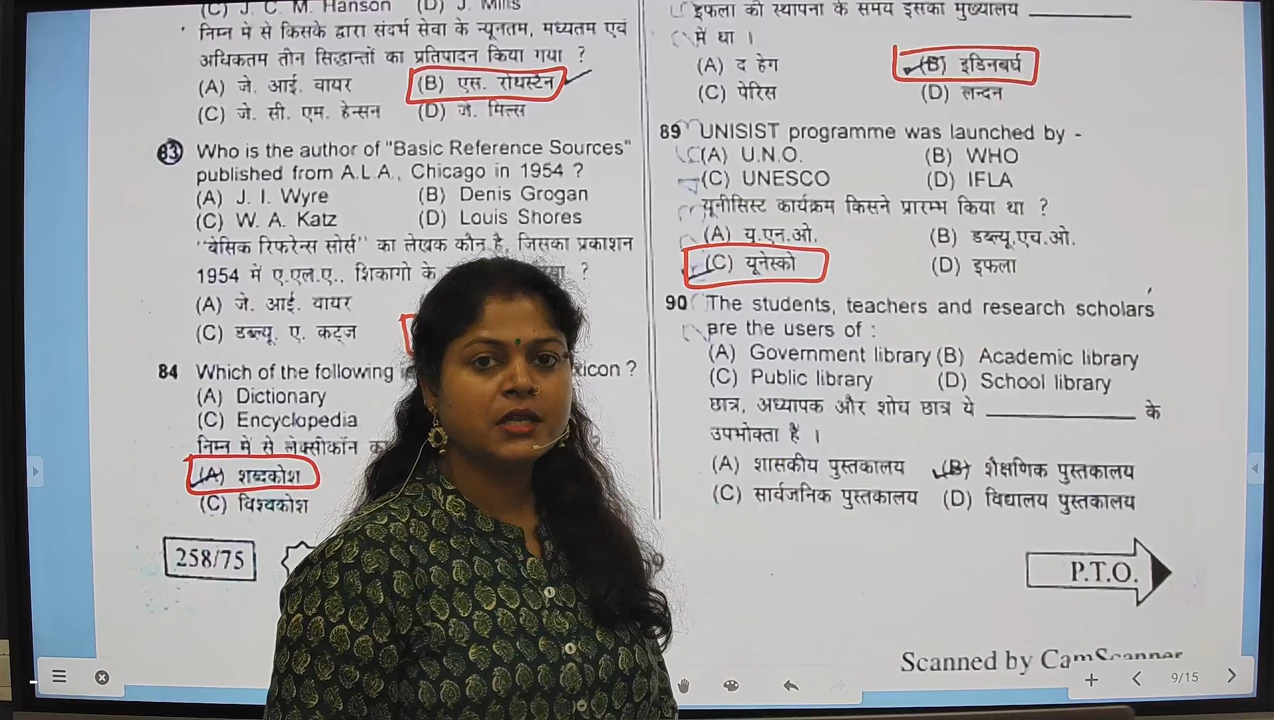 (C) J. C. M. Hanson (D) J. Mills
निम्न में से किसके द्वारा संदर्भ सेवा के न्यूनतम, मध्यतम एवं
अधिकतम तीन सिद्धान्तों का प्रतिपादन किया गया ?
(A) जे. आई. वायर (B) एस. रोथस्टेन
(C) जे. सी. एम. हेन्सन (D) जे. मिल्स
83 Who is the author of "Basic Reference Sources"
published from A.L.A., Chicago in 1954 ?
(A) J. I. Wyre (B) Denis Grogan
(C) W. A. Katz (D) Louis Shores
"बेसिक रिफरेन्स सोर्स" का लेखक कौन है, जिसका प्रकाशन
1954 में ए.एल.ए., शिकागो के ?
(A) जे. आई. वायर
(C) डब्ल्यू. ए. कट्ज
84 Which of the following ?
(A) Dictionary
(C) Encyclopedia
निम्न में से लेक्सीकॉन
(A) शब्दकोश
(C) विश्वकोश
258/75
इफला की स्थापना के समय इसका मुख्यालय ________
में था ।
(A) द हेग (B) इडिनबर्घ
(C) पेरिस (D) लन्दन
89 UNISIST programme was launched by -
(A) U.N.O. (B) WHO
(C) UNESCO (D) IFLA
यूनीसिस्ट कार्यक्रम किसने प्रारम्भ किया था ?
(A) यू.एन.ओ. (B) डब्ल्यू.एच.ओ.
(C) यूनेस्को (D) इफला
90 The students, teachers and research scholars
are the users of :
(A) Government library (B) Academic library
(C) Public library (D) School library
छात्र, अध्यापक और शोध छात्र ये ________ के
उपभोक्ता हैं ।
(A) शासकीय पुस्तकालय (B) शैक्षणिक पुस्तकालय
(C) सार्वजनिक पुस्तकालय (D) विद्यालय पुस्तकालय
P.T.O.
Scanned by CamScanner
9/15